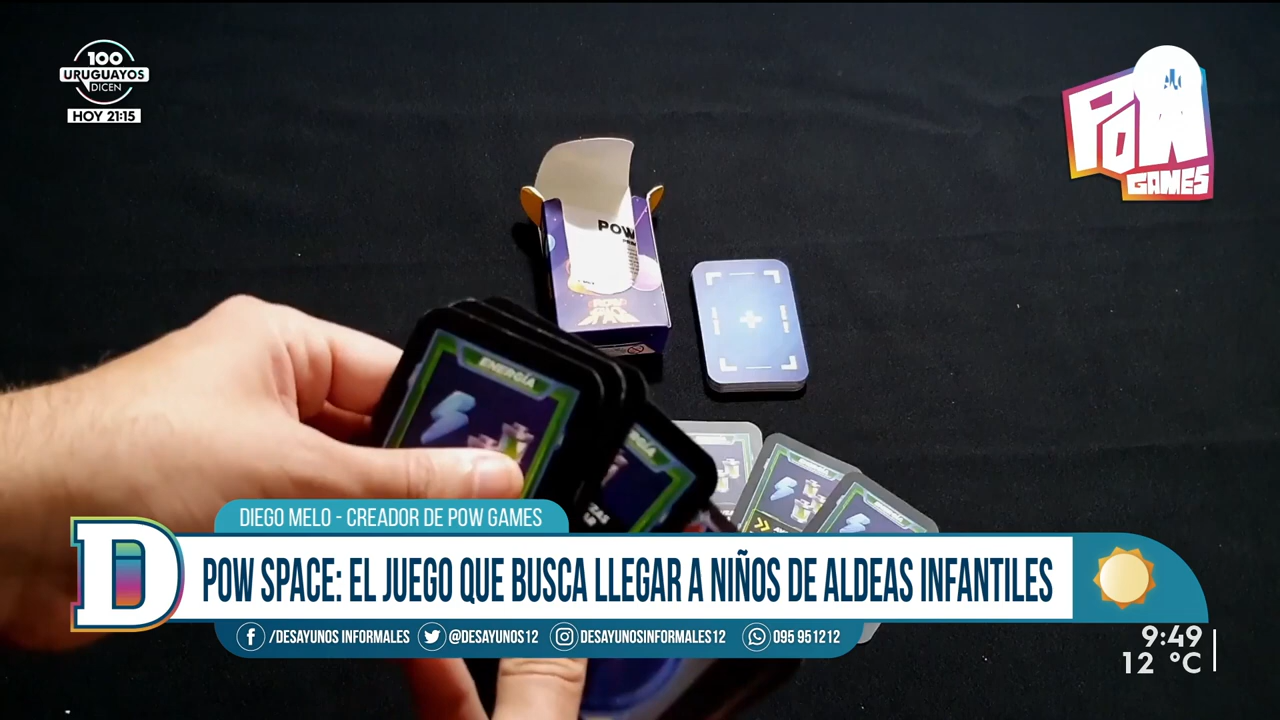 100
URUGUAYOS
DICEN
HOY 21:15
POW
GAMES
POW
POW
ENERGÍA
DIEGO MELO - CREADOR DE POW GAMES
D
POW SPACE: EL JUEGO QUE BUSCA LLEGAR A NIÑOS DE ALDEAS INFANTILES
/DESAYUNOS INFORMALES @DESAYUNOS12 DESAYUNOSINFORMALES12 095 951212
9:49
12 °C